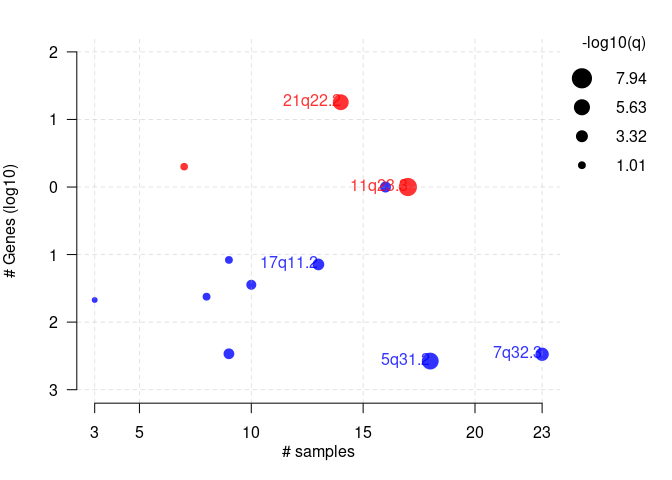 -log10(q)
7.94
5.63
3.32
1.01
2
1
0
1
2
3
# Genes (log10)
21q22.2
11q23.3
17q11.2
5q31.2
7q32.3
3 5 10 15 20 23
# samples